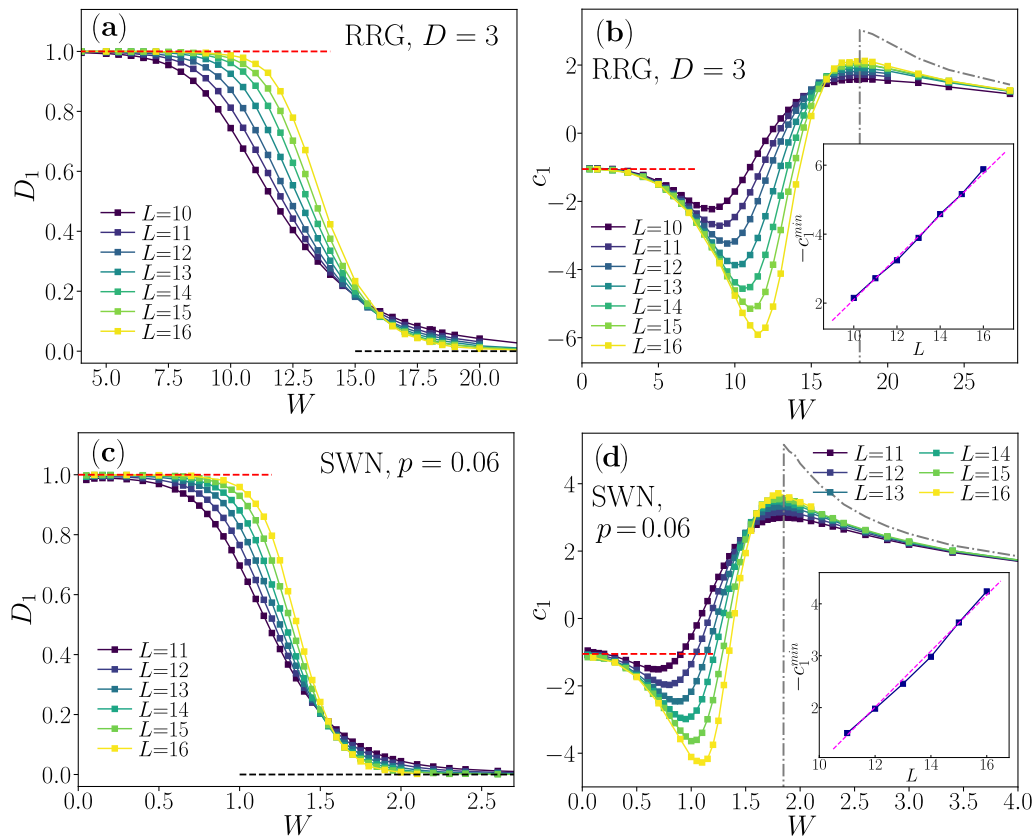 (a)
RRG, D = 3
1.0
0.8
0.6
0.4
0.2
0.0
D₁
L=10
L=11
L=12
L=13
L=14
L=15
L=16
5.0 7.5 10.0 12.5 15.0 17.5 20.0
W
(b)
RRG, D = 3
2
0
−2
−4
−6
c₁
L=10
L=11
L=12
L=13
L=14
L=15
L=16
6
4
2
−c₁ᵐⁱⁿ
10 12 14 16
L
0 5 10 15 20 25
W
(c)
SWN, p = 0.06
1.0
0.8
0.6
0.4
0.2
0.0
D₁
L=11
L=12
L=13
L=14
L=15
L=16
0.0 0.5 1.0 1.5 2.0 2.5
W
(d)
SWN,
p = 0.06
4
2
0
−2
−4
c₁
L=11
L=12
L=13
L=14
L=15
L=16
4
3
2
−c₁ᵐⁱⁿ
10 12 14 16
L
0.0 0.5 1.0 1.5 2.0 2.5 3.0 3.5 4.0
W